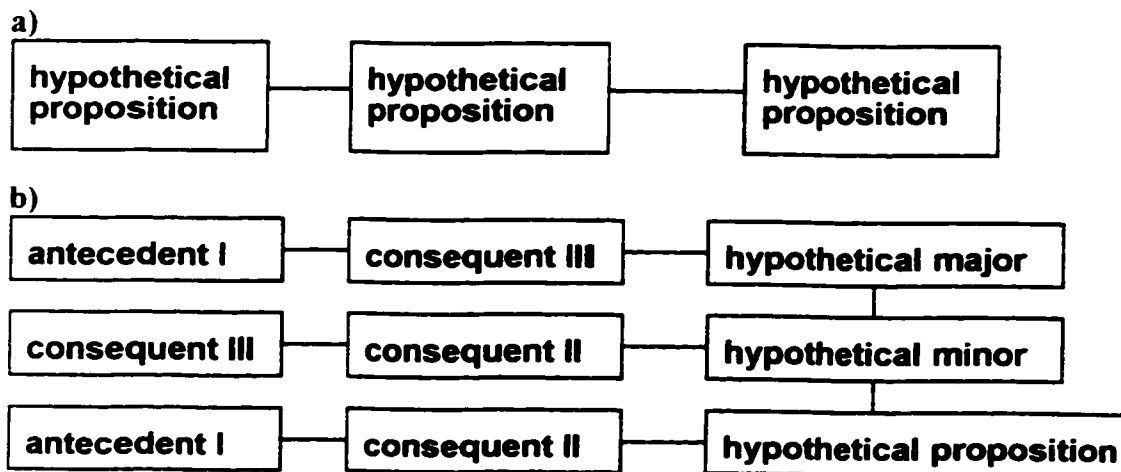 a)
hypothetical hypothetical hypothetical
proposition proposition proposition
b)
antecedent I consequent III hypothetical major
consequent III consequent II hypothetical minor
antecedent I consequent II hypothetical proposition